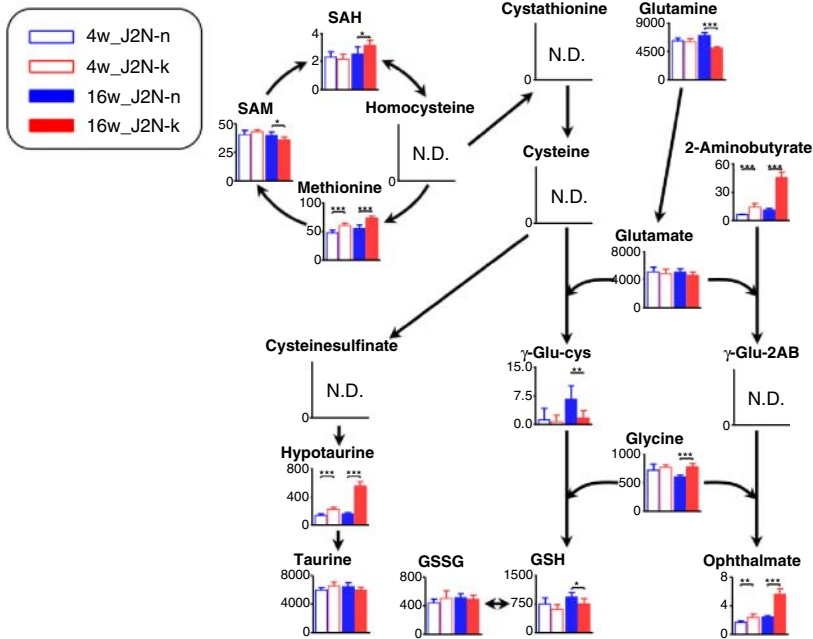 4w_J2N-n
4w_J2N-k
16w_J2N-n
16w_J2N-k
SAH
4
2
0
*
SAM
50
25
0
*
Homocysteine
N.D.
0
Methionine
100
50
0
*** ***
Cystathionine
N.D.
0
Glutamine
9000
4500
0
***
Cysteine
N.D.
0
2-Aminobutyrate
60
30
0
*** ***
Glutamate
8000
4000
0
Cysteinesulfinate
N.D.
0
γ-Glu-cys
15.0
7.5
0.0
**
γ-Glu-2AB
N.D.
0
Hypotaurine
800
400
0
*** ***
Glycine
1000
500
0
***
Taurine
8000
4000
0
GSSG
800
400
0
GSH
1500
750
0
*
Ophthalmate
8
4
0
** ***